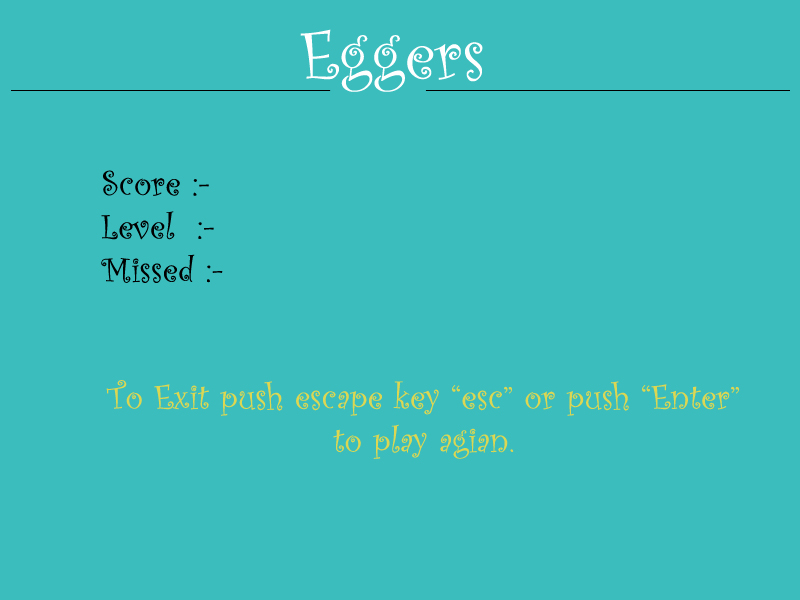 Eggers
Score :-
Level :-
Missed :-
To Exit push escape key “esc” or push “Enter”
to play agian.